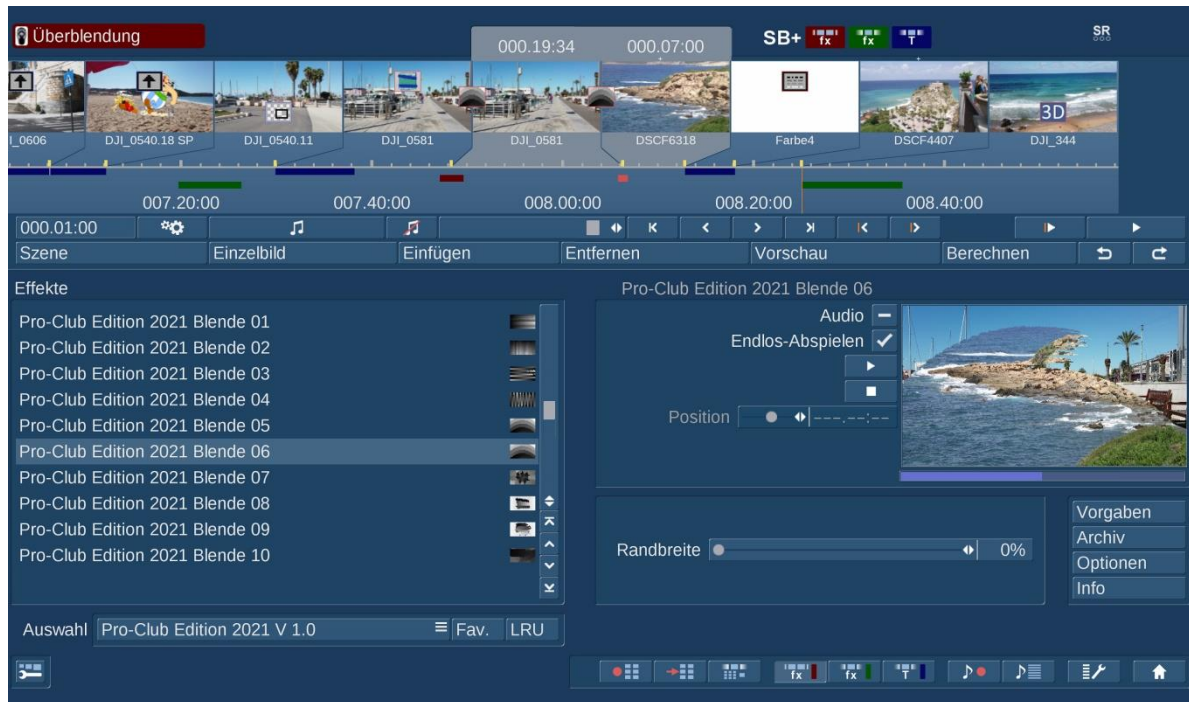 Überblendung
000.19:34
000.07:00
SB+
fx
fx
T
SR
I_0606
DJI_0540.18 SP
DJI_0540.11
DJI_0581
DJI_0581
DSCF6318
Farbe4
DSCF4407
DJI_344
3D
007.20:00
007.40:00
008.00:00
008.20:00
008.40:00
000.01:00
Szene
Einzelbild
Einfügen
Entfernen
Vorschau
Berechnen
Effekte
Pro-Club Edition 2021 Blende 01
Pro-Club Edition 2021 Blende 02
Pro-Club Edition 2021 Blende 03
Pro-Club Edition 2021 Blende 04
Pro-Club Edition 2021 Blende 05
Pro-Club Edition 2021 Blende 06
Pro-Club Edition 2021 Blende 07
Pro-Club Edition 2021 Blende 08
Pro-Club Edition 2021 Blende 09
Pro-Club Edition 2021 Blende 10
Auswahl
Pro-Club Edition 2021 V 1.0
Fav.
LRU
Pro-Club Edition 2021 Blende 06
Audio
Endlos-Abspielen
Position
---.--:--
Randbreite
0%
Vorgaben
Archiv
Optionen
Info
fx
fx
T